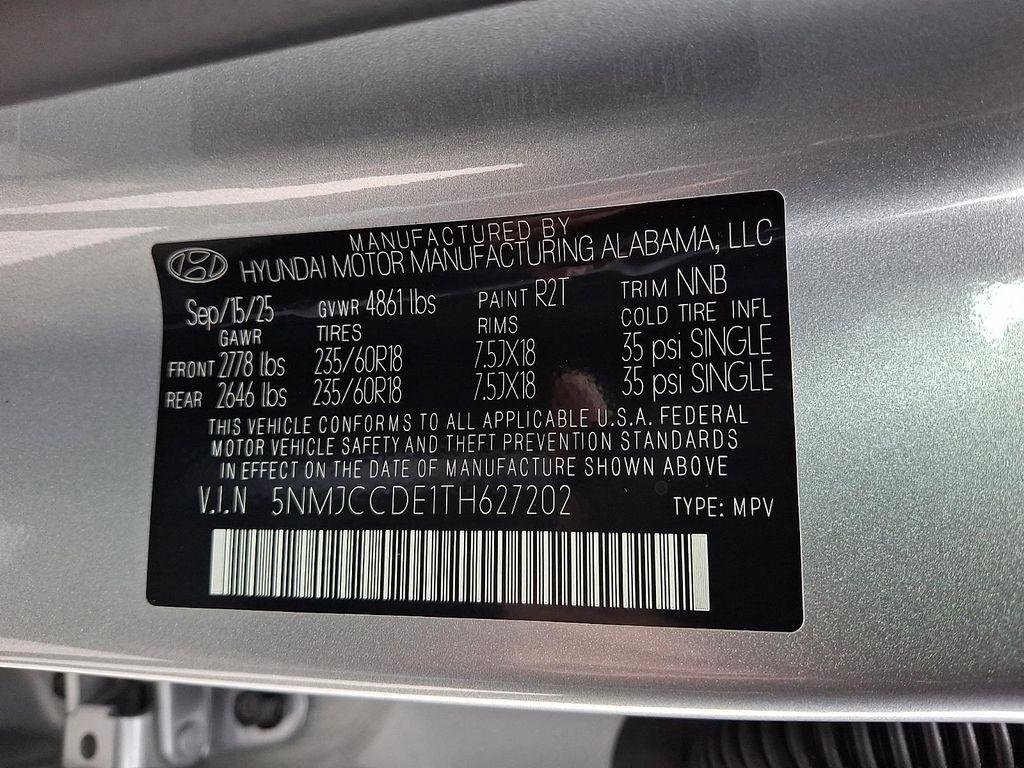 MANUFACTURED BY
HYUNDAI MOTOR MANUFACTURING ALABAMA, LLC
Sep/15/25 GVWR 4861 lbs PAINT R2T TRIM NNB
GAWR TIRES RIMS COLD TIRE INFL
FRONT 2778 lbs 235/60R18 7.5JX18 35 psi SINGLE
REAR 2646 lbs 235/60R18 7.5JX18 35 psi SINGLE
THIS VEHICLE CONFORMS TO ALL APPLICABLE U.S.A. FEDERAL
MOTOR VEHICLE SAFETY AND THEFT PREVENTION STANDARDS
IN EFFECT ON THE DATE OF MANUFACTURE SHOWN ABOVE
V.I.N 5NMJCCDE1TH627202 TYPE: MPV